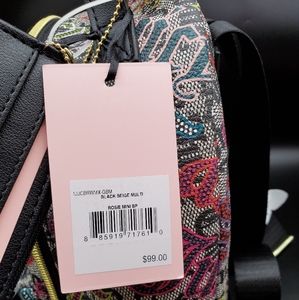 BLACK BEIGE MULTI
ROSIE MINI BP
8 85919 71761 0
$99.00